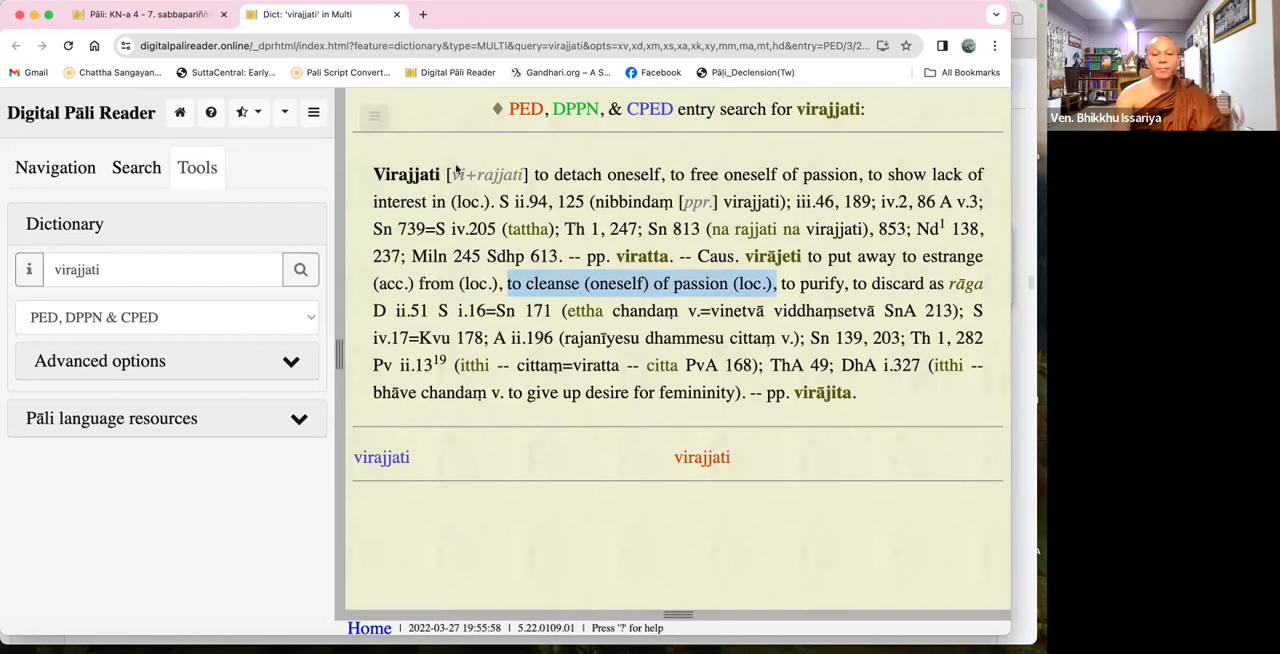 Pāli: KN-a 4 - 7. sabbapariññ
Dict: 'virajjati' in Multi
digitalpalireader.online/_dprhtml/index.html?feature=dictionary&type=MULTI&query=virajjati&opts=xv,xd,xm,xs,xa,xk,xy,mm,ma,mt,hd&entry=PED/3/2...
Gmail
Chattha Sangayan...
SuttaCentral: Early...
Pali Script Convert...
Digital Pāli Reader
Gandhari.org – A S...
Facebook
Pāḷi_Declension(Tw)
All Bookmarks
Ven. Bhikkhu Issariya
Digital Pāli Reader
Navigation
Search
Tools
Dictionary
virajjati
PED, DPPN & CPED
Advanced options
Pāli language resources
♦ PED, DPPN, & CPED entry search for virajjati:
Virajjati [vi+rajjati] to detach oneself, to free oneself of passion, to show lack of
interest in (loc.). S ii.94, 125 (nibbindaṃ [ppr.] virajjati); iii.46, 189; iv.2, 86 A v.3;
Sn 739=S iv.205 (tattha); Th 1, 247; Sn 813 (na rajjati na virajjati), 853; Nd1 138,
237; Miln 245 Sdhp 613. -- pp. viratta. -- Caus. virājeti to put away to estrange
(acc.) from (loc.), to cleanse (oneself) of passion (loc.), to purify, to discard as rāga
D ii.51 S i.16=Sn 171 (ettha chandaṃ v.=vinetvā viddhaṃsetvā SnA 213); S
iv.17=Kvu 178; A ii.196 (rajanīyesu dhammesu cittaṃ v.); Sn 139, 203; Th 1, 282
Pv ii.1319 (itthi -- cittaṃ=viratta -- citta PvA 168); ThA 49; DhA i.327 (itthi --
bhāve chandaṃ v. to give up desire for femininity). -- pp. virājita.
virajjati
virajjati
Home | 2022-03-27 19:55:58 | 5.22.0109.01 | Press '?' for help